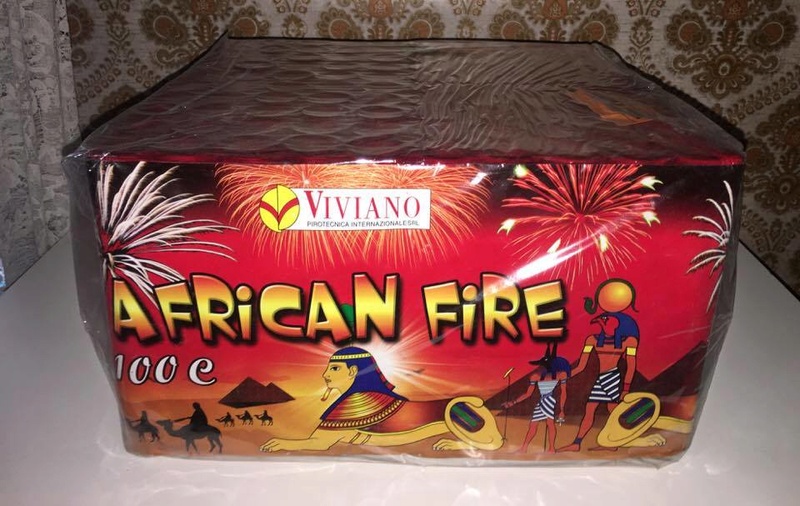 VIVIANO
PIROTECNICA INTERNAZIONALE SRL
AFRICAN FIRE
100 C